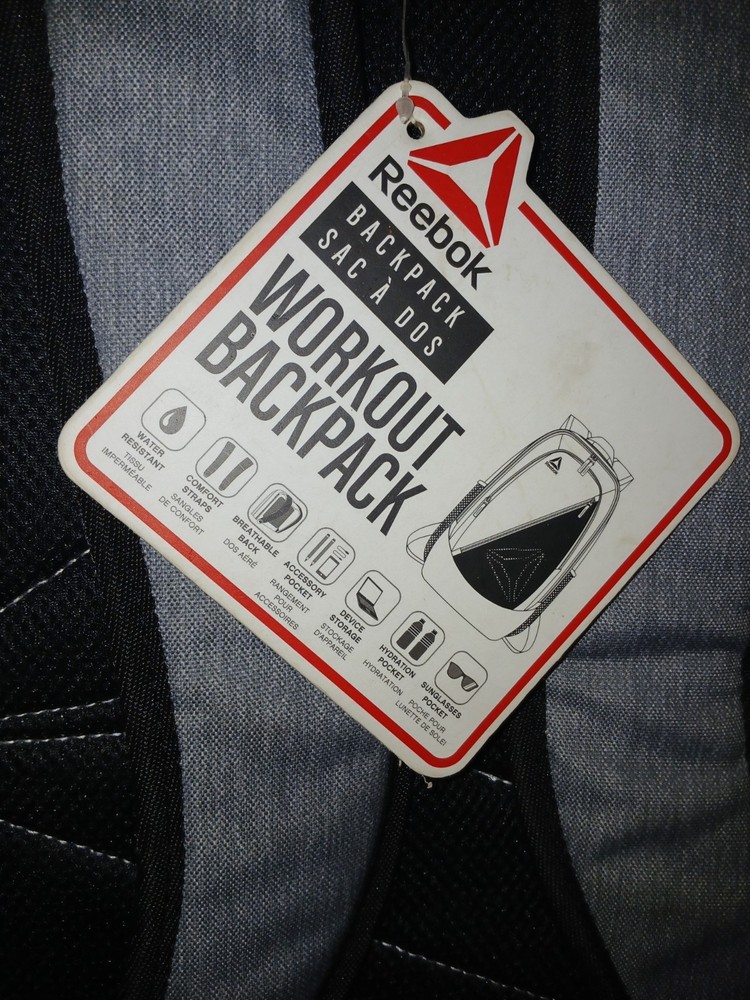 Reebok
BACKPACK
SAC À DOS
WORKOUT
BACKPACK
WATER
RESISTANT
TISSU
IMPERMÉABLE
COMFORT
STRAPS
SANGLES
DE CONFORT
BREATHABLE
BACK
DOS AÉRÉ
ACCESSORY
POCKET
RANGEMENT
POUR
ACCESSOIRES
DEVICE
STORAGE
STOCKAGE
D'APPAREIL
HYDRATION
POCKET
HYDRATATION
SUNGLASSES
POCKET
POCHE POUR
LUNETTE DE SOLEI